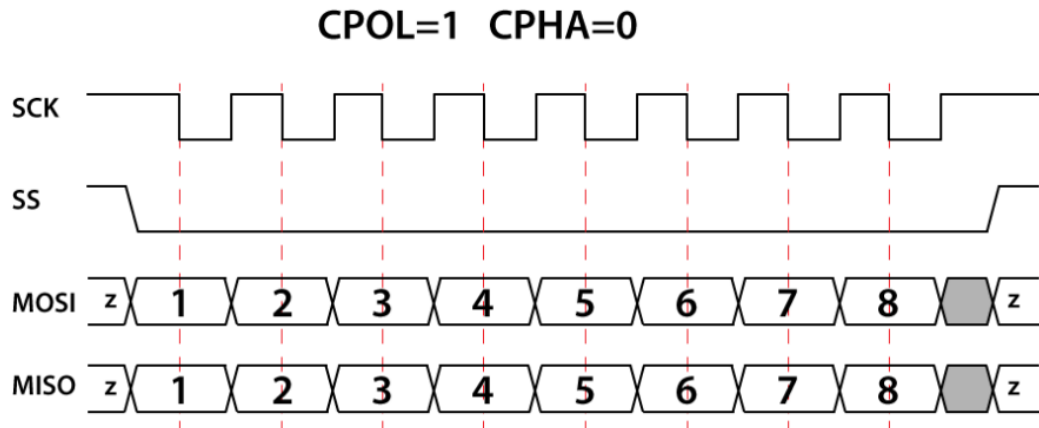 CPOL=1 CPHA=0
SCK
SS
MOSI z 1 2 3 4 5 6 7 8 z
MISO z 1 2 3 4 5 6 7 8 z